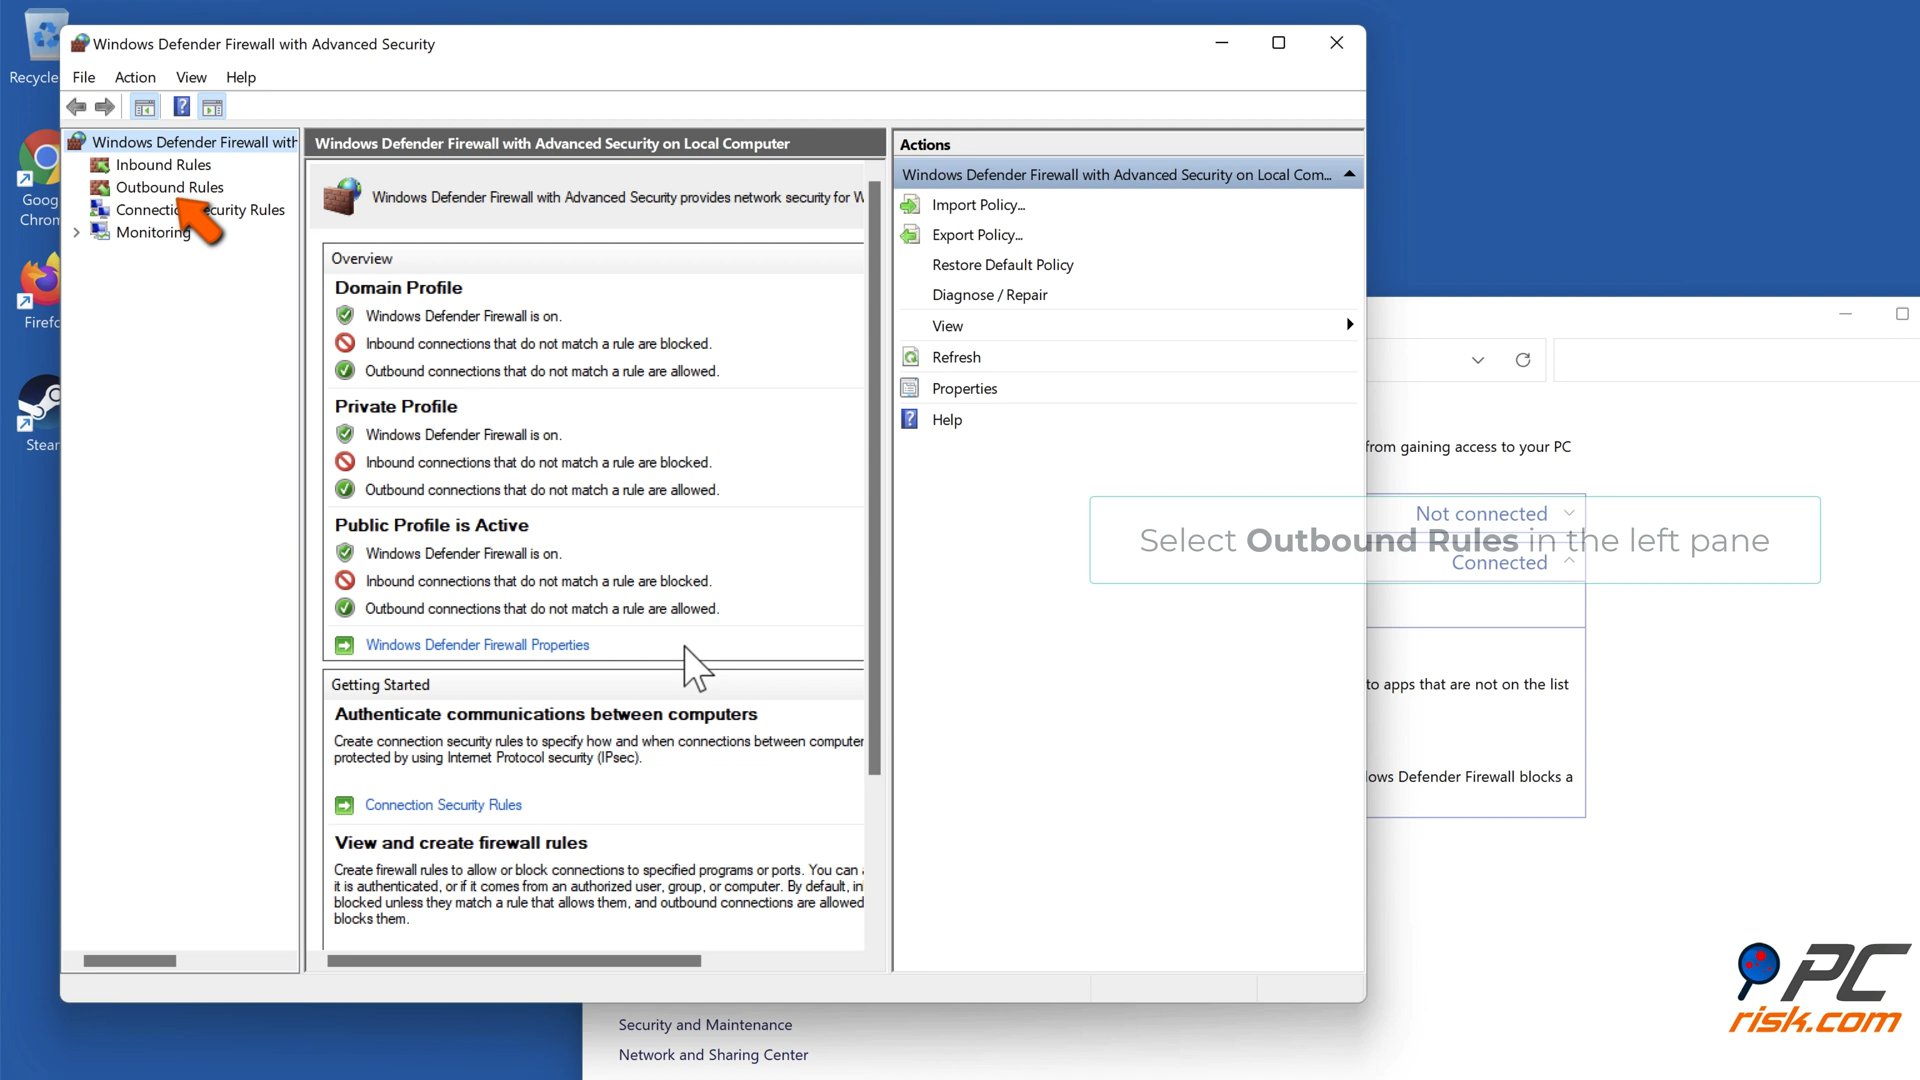 Recycle
Goog
Chrom
Firefo
Stear
Windows Defender Firewall with Advanced Security
File Action View Help
Windows Defender Firewall with
Inbound Rules
Outbound Rules
Connectio ecurity Rules
Monitoring
Windows Defender Firewall with Advanced Security on Local Computer
Windows Defender Firewall with Advanced Security provides network security for W
Overview
Domain Profile
Windows Defender Firewall is on.
Inbound connections that do not match a rule are blocked.
Outbound connections that do not match a rule are allowed.
Private Profile
Windows Defender Firewall is on.
Inbound connections that do not match a rule are blocked.
Outbound connections that do not match a rule are allowed.
Public Profile is Active
Windows Defender Firewall is on.
Inbound connections that do not match a rule are blocked.
Outbound connections that do not match a rule are allowed.
Windows Defender Firewall Properties
Getting Started
Authenticate communications between computers
Create connection security rules to specify how and when connections between computer
protected by using Internet Protocol security (IPsec).
Connection Security Rules
View and create firewall rules
Create firewall rules to allow or block connections to specified programs or ports. You can
it is authenticated, or if it comes from an authorized user, group, or computer. By default, in
blocked unless they match a rule that allows them, and outbound connections are allowed
blocks them.
Actions
Windows Defender Firewall with Advanced Security on Local Com...
Import Policy...
Export Policy...
Restore Default Policy
Diagnose / Repair
View
Refresh
Properties
Help
from gaining access to your PC
Not connected
Select Outbound Rules in the left pane
Connected
to apps that are not on the list
lows Defender Firewall blocks a
Security and Maintenance
Network and Sharing Center
PC
risk.com